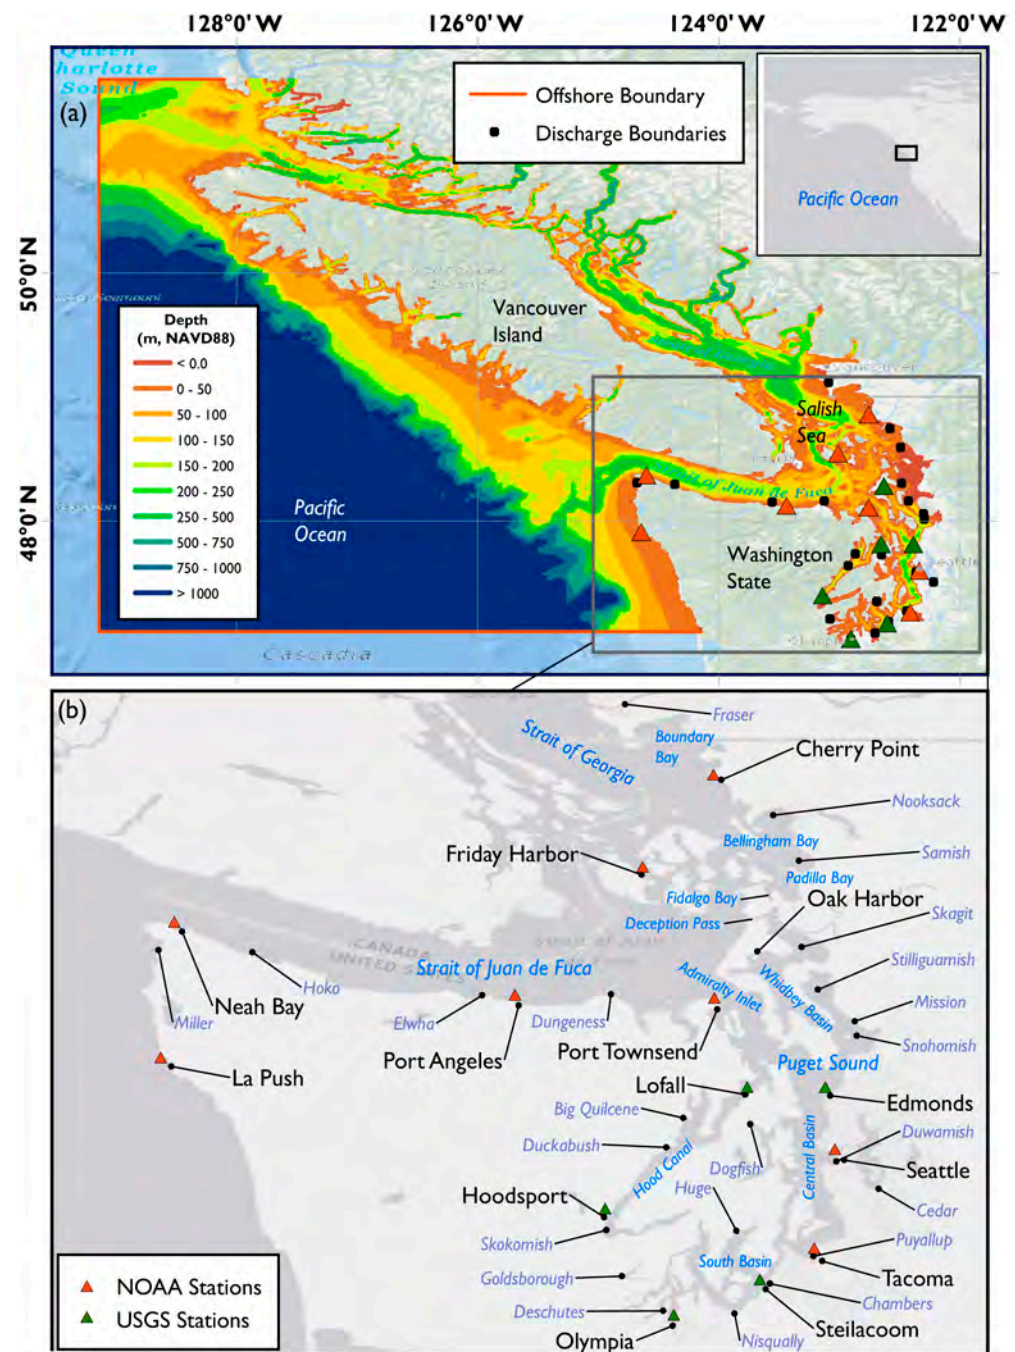 128°0'W 126°0'W 124°0'W 122°0'W
Queen
harlotte
Sound
(a)
Offshore Boundary
Discharge Boundaries
Pacific Ocean
50°0'N
48°0'N
Vancouver
Island
Depth
(m, NAVD88)
< 0.0
0 - 50
50 - 100
100 - 150
150 - 200
200 - 250
250 - 500
500 - 750
750 - 1000
> 1000
Salish
Sea
Strait of Juan de Fuca
Pacific
Ocean
Washington
State
Seattle
Cascadia
(b)
Fraser
Strait of Georgia
Boundary
Bay
Cherry Point
Nooksack
Bellingham Bay
Friday Harbor
Samish
Padilla Bay
Fidalgo Bay
Oak Harbor
Deception Pass
Skagit
CANADA
UNITED STATES
Strait of Juan de Fuca
Stilliguamish
Admiralty Inlet
Whidbey Basin
Hoko
Neah Bay
Miller
Elwha
Dungeness
Mission
Port Angeles
Port Townsend
Snohomish
Puget Sound
La Push
Lofall
Edmonds
Big Quilcene
Duwamish
Duckabush
Dogfish
Central Basin
Seattle
Hood Canal
Huge
Hoodsport
Cedar
Skokomish
Puyallup
South Basin
Goldsborough
Tacoma
Chambers
Deschutes
Steilacoom
Olympia
Nisqually
NOAA Stations
USGS Stations